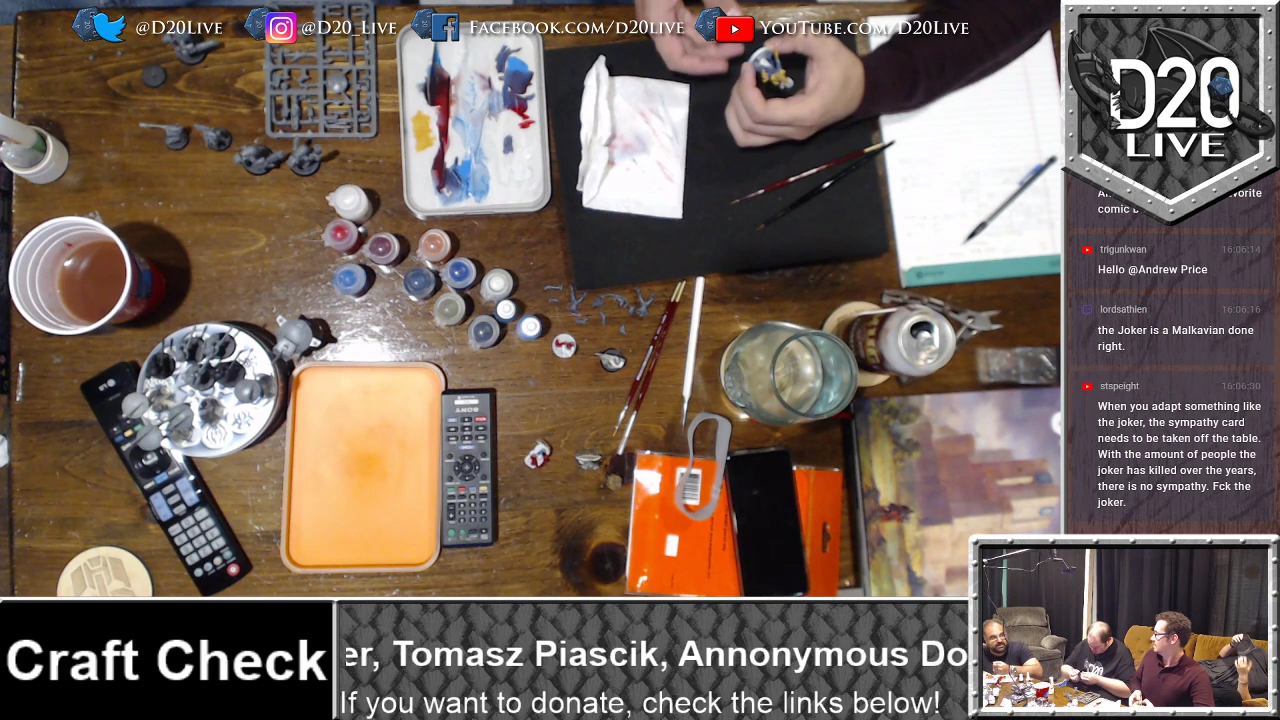 @D20Live
@D20_Live
Facebook.com/d20Live
YouTube.com/D20Live
D20
LIVE
comic b
trigunkwan
16:06:14
Hello @Andrew Price
lordsathien
16:06:16
the Joker is a Malkavian done
right.
stspeight
16:06:30
When you adapt something like
the joker, the sympathy card
needs to be taken off the table.
With the amount of people the
joker has killed over the years,
there is no sympathy. Fck the
joker.
SONY
Craft Check
er, Tomasz Piascik, Annonymous Do
If you want to donate, check the links below!